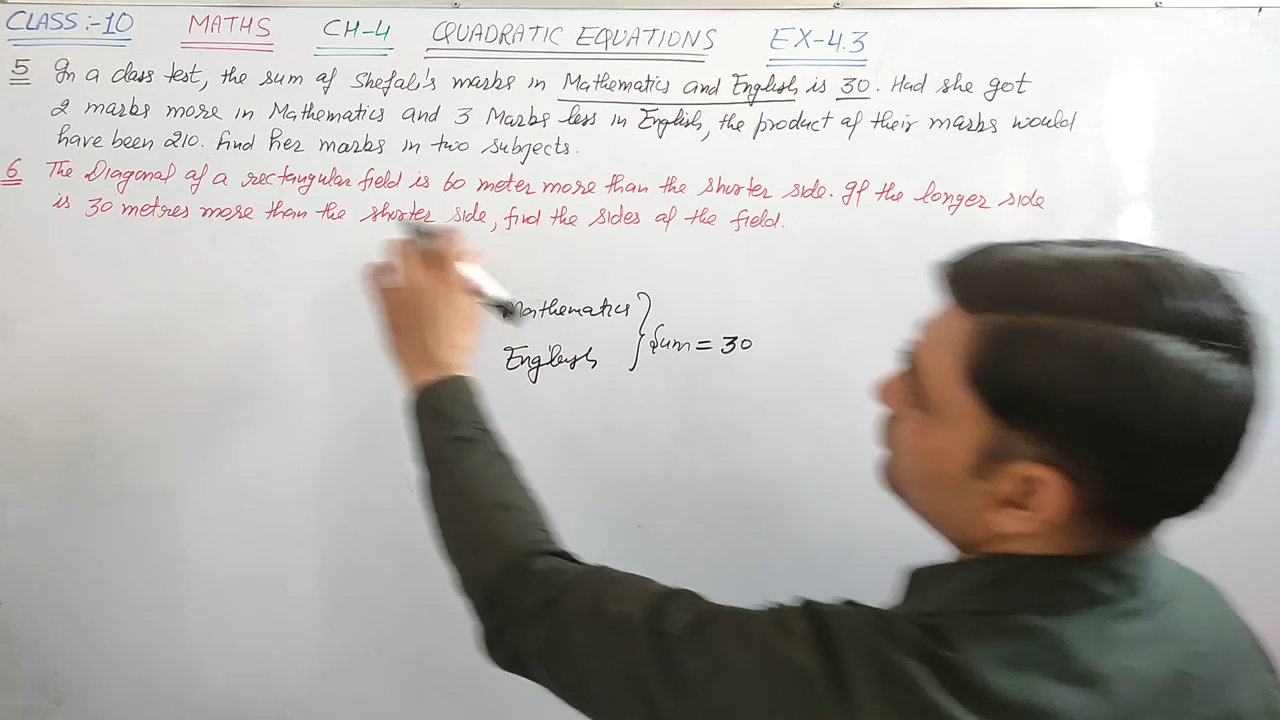 CLASS:-10 MATHS CH-4 QUADRATIC EQUATIONS EX-4.3
5 In a class test, the sum of Shefali's marks in Mathematics and English is 30. Had she got
2 marks more in Mathematics and 3 Marks less in English, the product of their marks would
have been 210. find her marks in two subjects.
6 The Diagonal of a rectangular field is 60 meter more than the shorter side. If the longer side
is 30 metres more than the shorter side, find the sides of the field.
Mathematics
English
Sum = 30